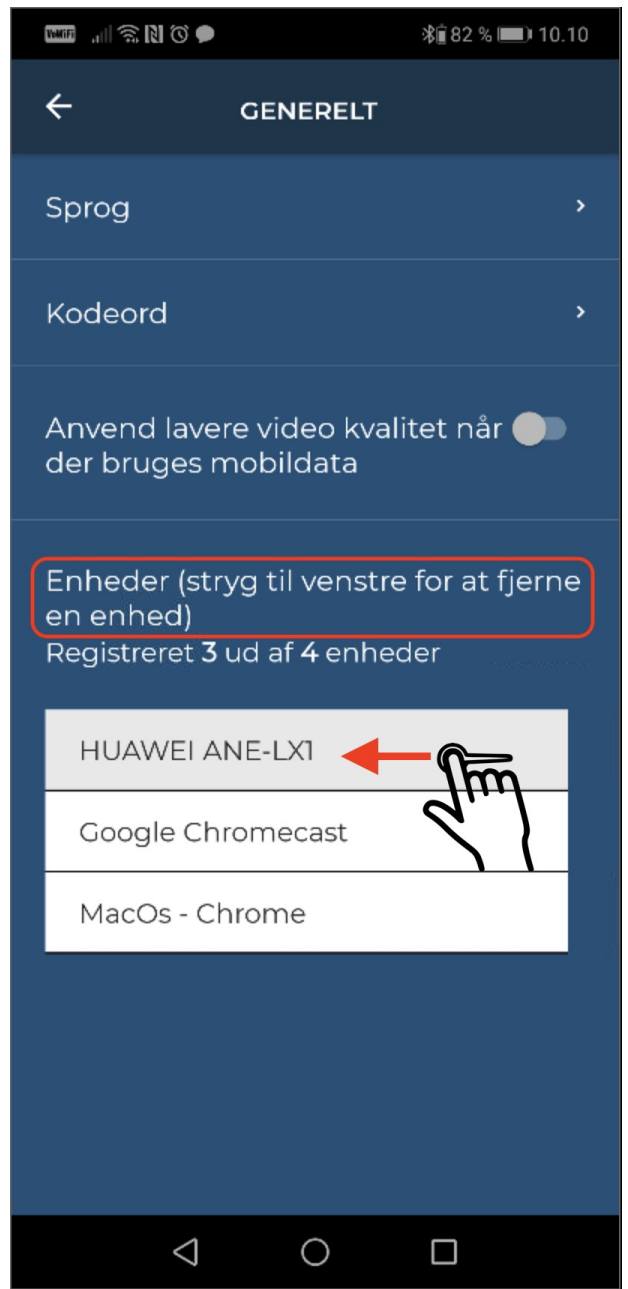 VoWiFi 82 % 10.10
GENERELT
Sprog
Kodeord
Anvend lavere video kvalitet når
der bruges mobildata
Enheder (stryg til venstre for at fjerne
en enhed)
Registreret 3 ud af 4 enheder
HUAWEI ANE-LX1
Google Chromecast
MacOs - Chrome